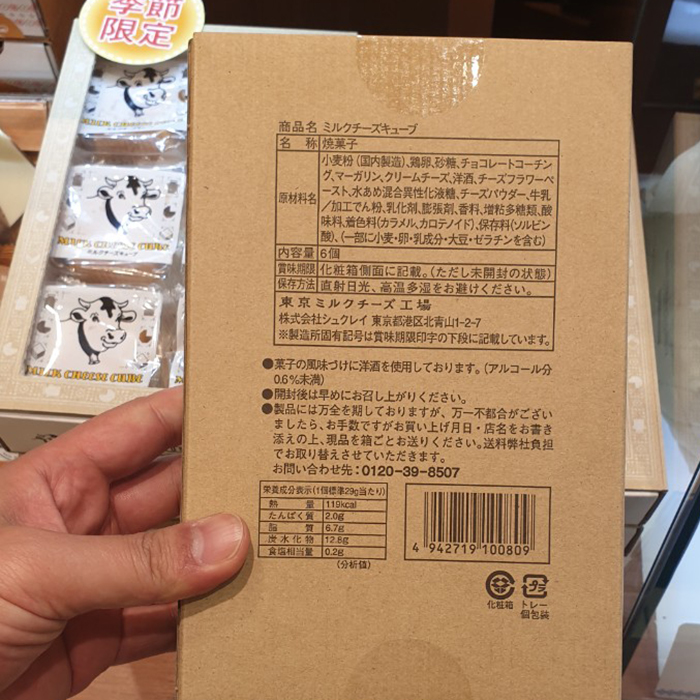 季節
限定
MILK CHEESE CUBE
ミルクチーズキューブ
MILK CHEESE CUBE
商品名 ミルクチーズキューブ
名 称 焼菓子
原材料名 小麦粉(国内製造)、鶏卵、砂糖、チョコレートコーチン
グ、マーガリン、クリームチーズ、洋酒、チーズフラワーペ
ースト、水あめ混合異性化液糖、チーズパウダー、牛乳
/加工でん粉、乳化剤、膨張剤、香料、増粘多糖類、酸
味料、着色料(カラメル、カロテノイド)、保存料(ソルビン
酸)、(一部に小麦・卵・乳成分・大豆・ゼラチンを含む)
内容量 6個
賞味期限 化粧箱側面に記載。(ただし未開封の状態)
保存方法 直射日光、高温多湿をお避けください。
東京ミルクチーズ工場
株式会社シュクレイ 東京都港区北青山1-2-7
※製造所固有記号は賞味期限印字の下段に記載しています。
●菓子の風味づけに洋酒を使用しております。(アルコール分
0.6%未満)
●開封後は早めにお召し上がりください。
●製品には万全を期しておりますが、万一不都合がござい
ましたら、お手数ですがお買い上げ月日・店名をお書き
添えの上、現品を箱ごとお送りください。送料弊社負担
でお取り替えさせていただきます。
お問い合わせ先：0120-39-8507
栄養成分表示(1個標準29g当たり)
熱 量 119kcal
たんぱく質 2.0g
脂 質 6.7g
炭水化物 12.8g
食塩相当量 0.2g
(分析値)
4 942719 100809
プラ
化粧箱 トレー
個包装